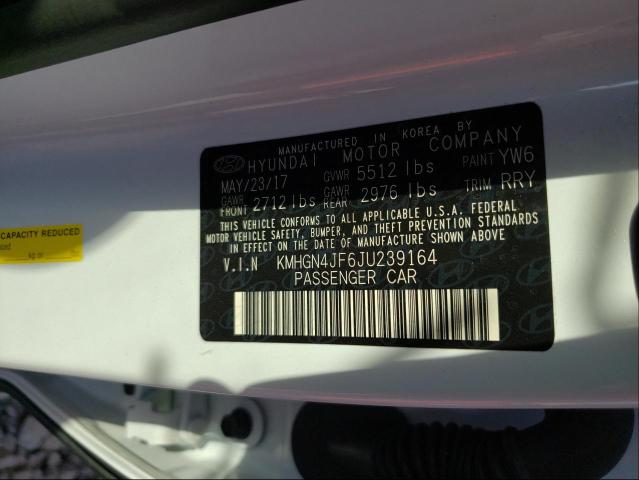 CAPACITY REDUCED
kg or
MANUFACTURED IN KOREA BY
HYUNDAI MOTOR COMPANY
MAY/23/17 GVWR 5512 lbs PAINT YW6
GAWR FRONT 2712 lbs GAWR REAR 2976 lbs TRIM RRY
THIS VEHICLE CONFORMS TO ALL APPLICABLE U.S.A. FEDERAL
MOTOR VEHICLE SAFETY, BUMPER, AND THEFT PREVENTION STANDARDS
IN EFFECT ON THE DATE OF MANUFACTURE SHOWN ABOVE
V.I.N KMHGN4JF6JU239164
PASSENGER CAR